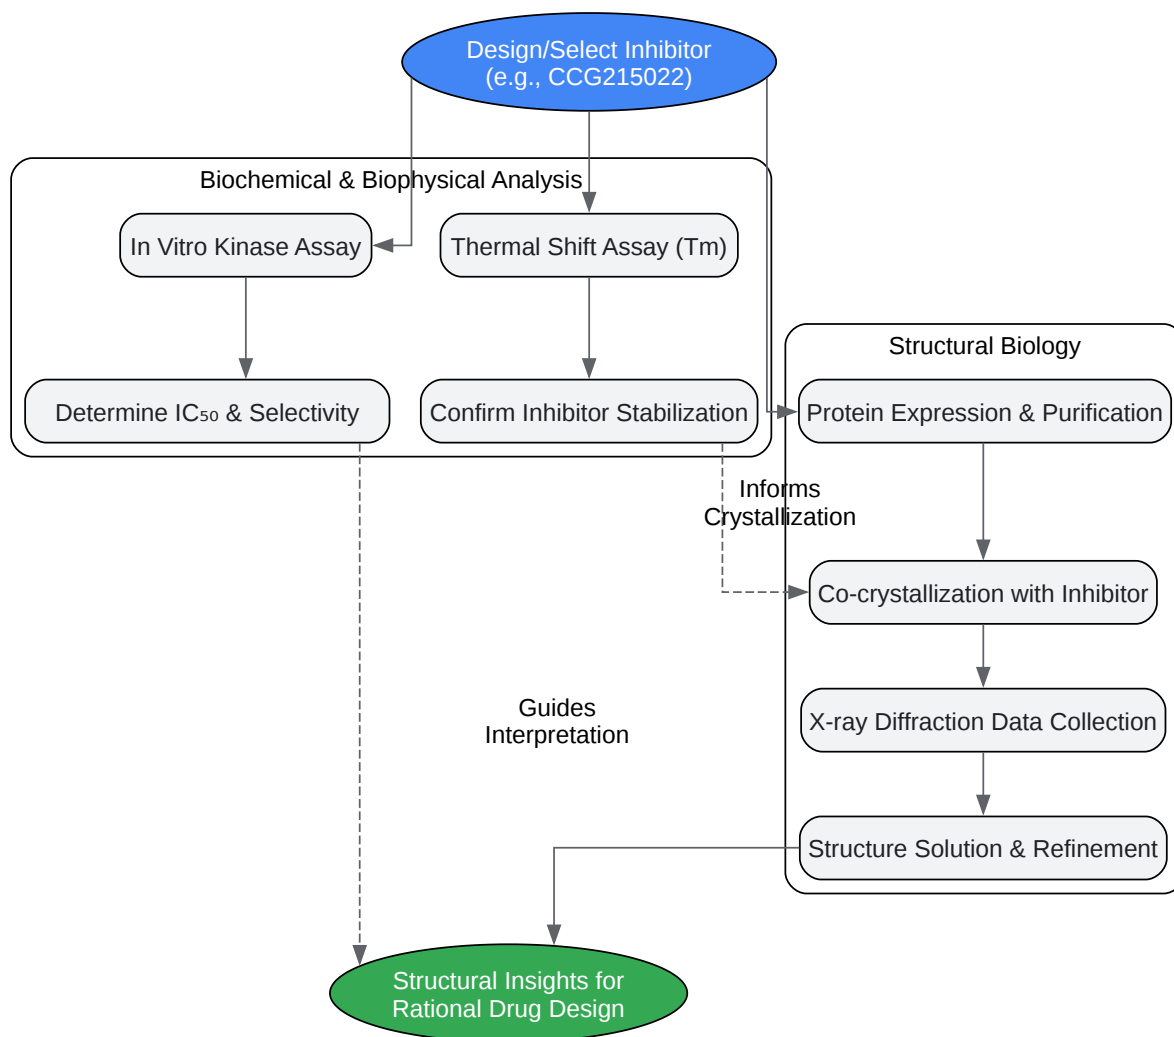 Design/Select Inhibitor
(e.g., CCG215022)
Biochemical & Biophysical Analysis
In Vitro Kinase Assay
Thermal Shift Assay (Tm)
Structural Biology
Determine IC₅₀ & Selectivity
Confirm Inhibitor Stabilization
Protein Expression & Purification
Informs
Crystallization
Co-crystallization with Inhibitor
Guides
Interpretation
X-ray Diffraction Data Collection
Structure Solution & Refinement
Structural Insights for
Rational Drug Design